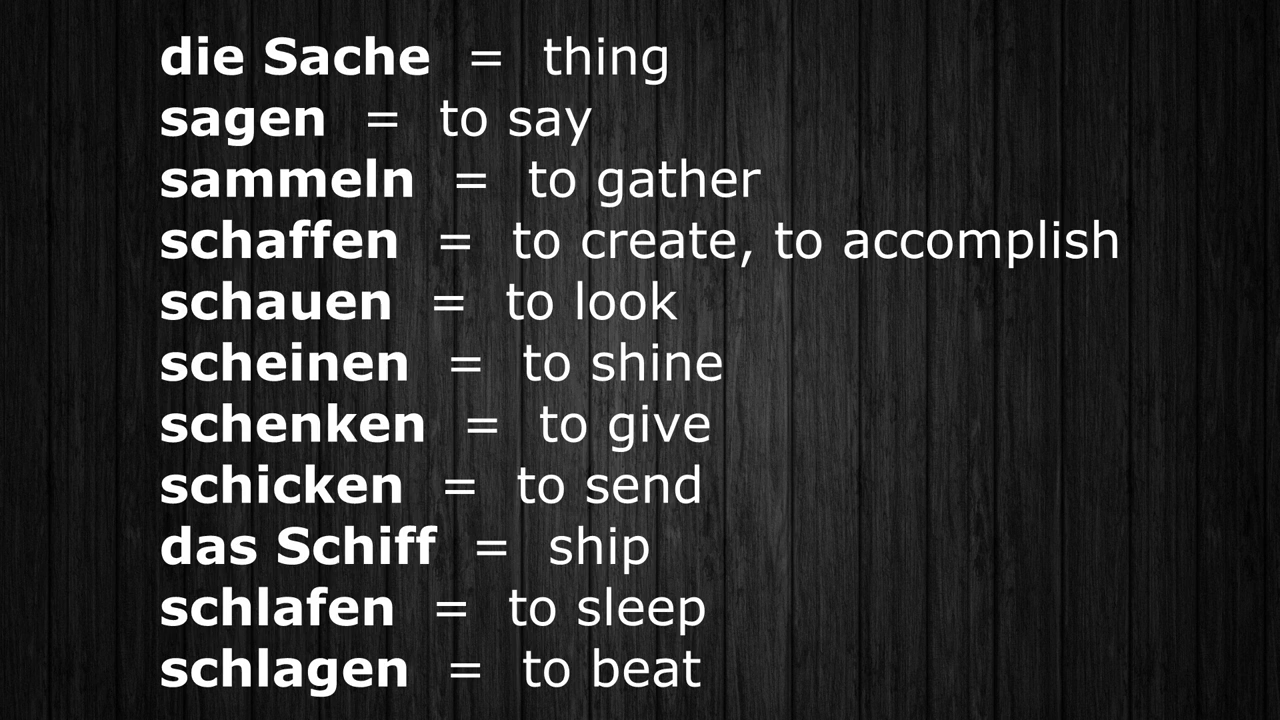 die Sache = thing
sagen = to say
sammeln = to gather
schaffen = to create, to accomplish
schauen = to look
scheinen = to shine
schenken = to give
schicken = to send
das Schiff = ship
schlafen = to sleep
schlagen = to beat